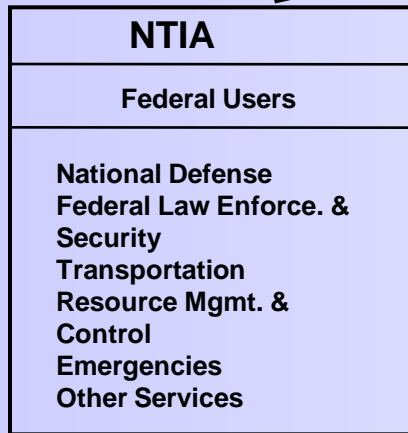 NTIA
Federal Users
National Defense
Federal Law Enforce. &
Security
Transportation
Resource Mgmt. &
Control
Emergencies
Other Services